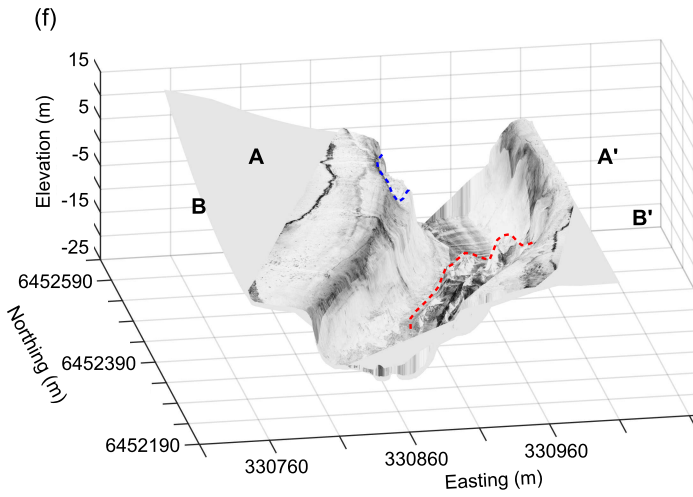 (f)
15
5
-5
-15
-25
Elevation (m)
A
A'
B
B'
6452590
6452390
6452190
Northing (m)
330760
330860
330960
Easting (m)